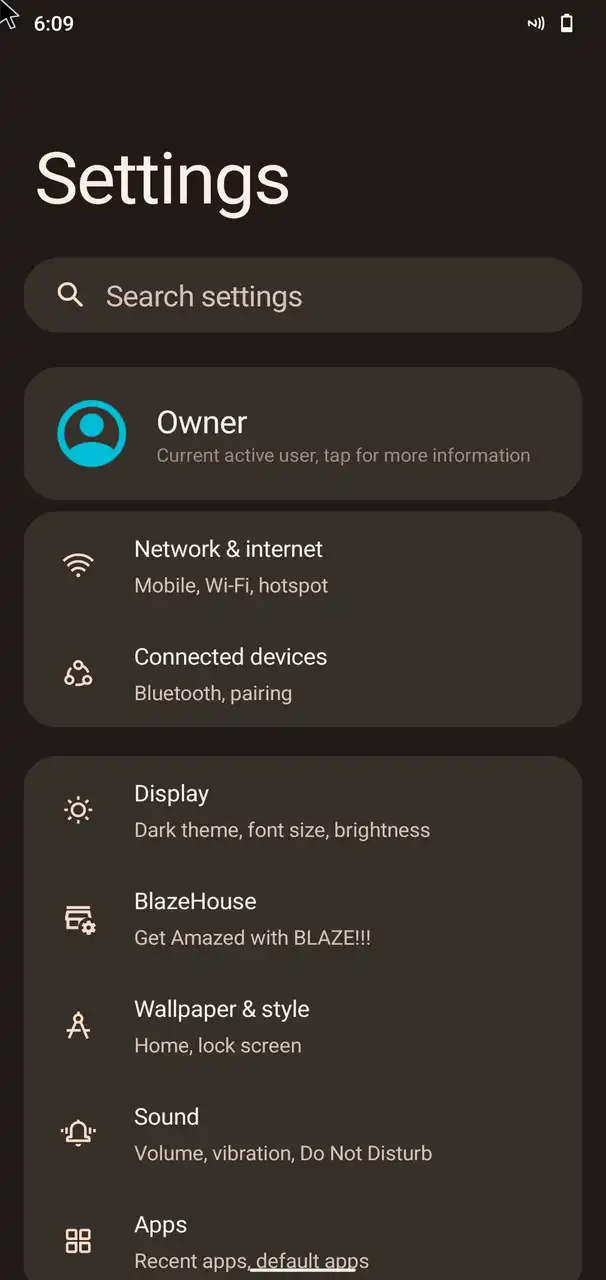 6:09
Settings
Search settings
Owner
Current active user, tap for more information
Network & internet
Mobile, Wi-Fi, hotspot
Connected devices
Bluetooth, pairing
Display
Dark theme, font size, brightness
BlazeHouse
Get Amazed with BLAZE!!!
Wallpaper & style
Home, lock screen
Sound
Volume, vibration, Do Not Disturb
Apps
Recent apps, default apps